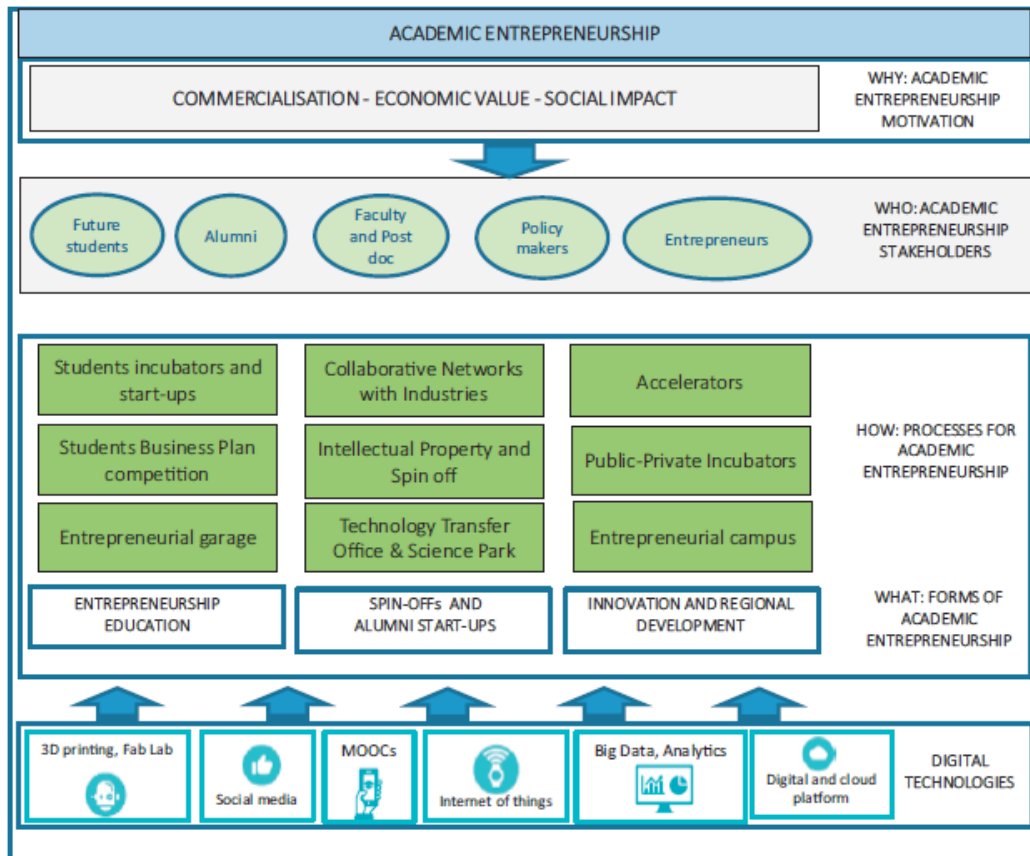 ACADEMIC ENTREPRENEURSHIP
COMMERCIALISATION - ECONOMIC VALUE - SOCIAL IMPACT
WHY: ACADEMIC
ENTREPRENEURSHIP
MOTIVATION
Future
students
Alumni
Faculty
and Post
doc
Policy
makers
Entrepreneurs
WHO: ACADEMIC
ENTREPRENEURSHIP
STAKEHOLDERS
Students incubators and
start-ups
Collaborative Networks
with Industries
Accelerators
Students Business Plan
competition
Intellectual Property and
Spin off
Public-Private Incubators
HOW: PROCESSES FOR
ACADEMIC
ENTREPRENEURSHIP
Entrepreneurial garage
Technology Transfer
Office & Science Park
Entrepreneurial campus
ENTREPRENEURSHIP
EDUCATION
SPIN-OFFs AND
ALUMNI START-UPS
INNOVATION AND REGIONAL
DEVELOPMENT
WHAT: FORMS OF
ACADEMIC
ENTREPRENEURSHIP
3D printing, Fab Lab
Social media
MOOCs
Internet of things
Big Data, Analytics
Digital and cloud
platform
DIGITAL
TECHNOLOGIES